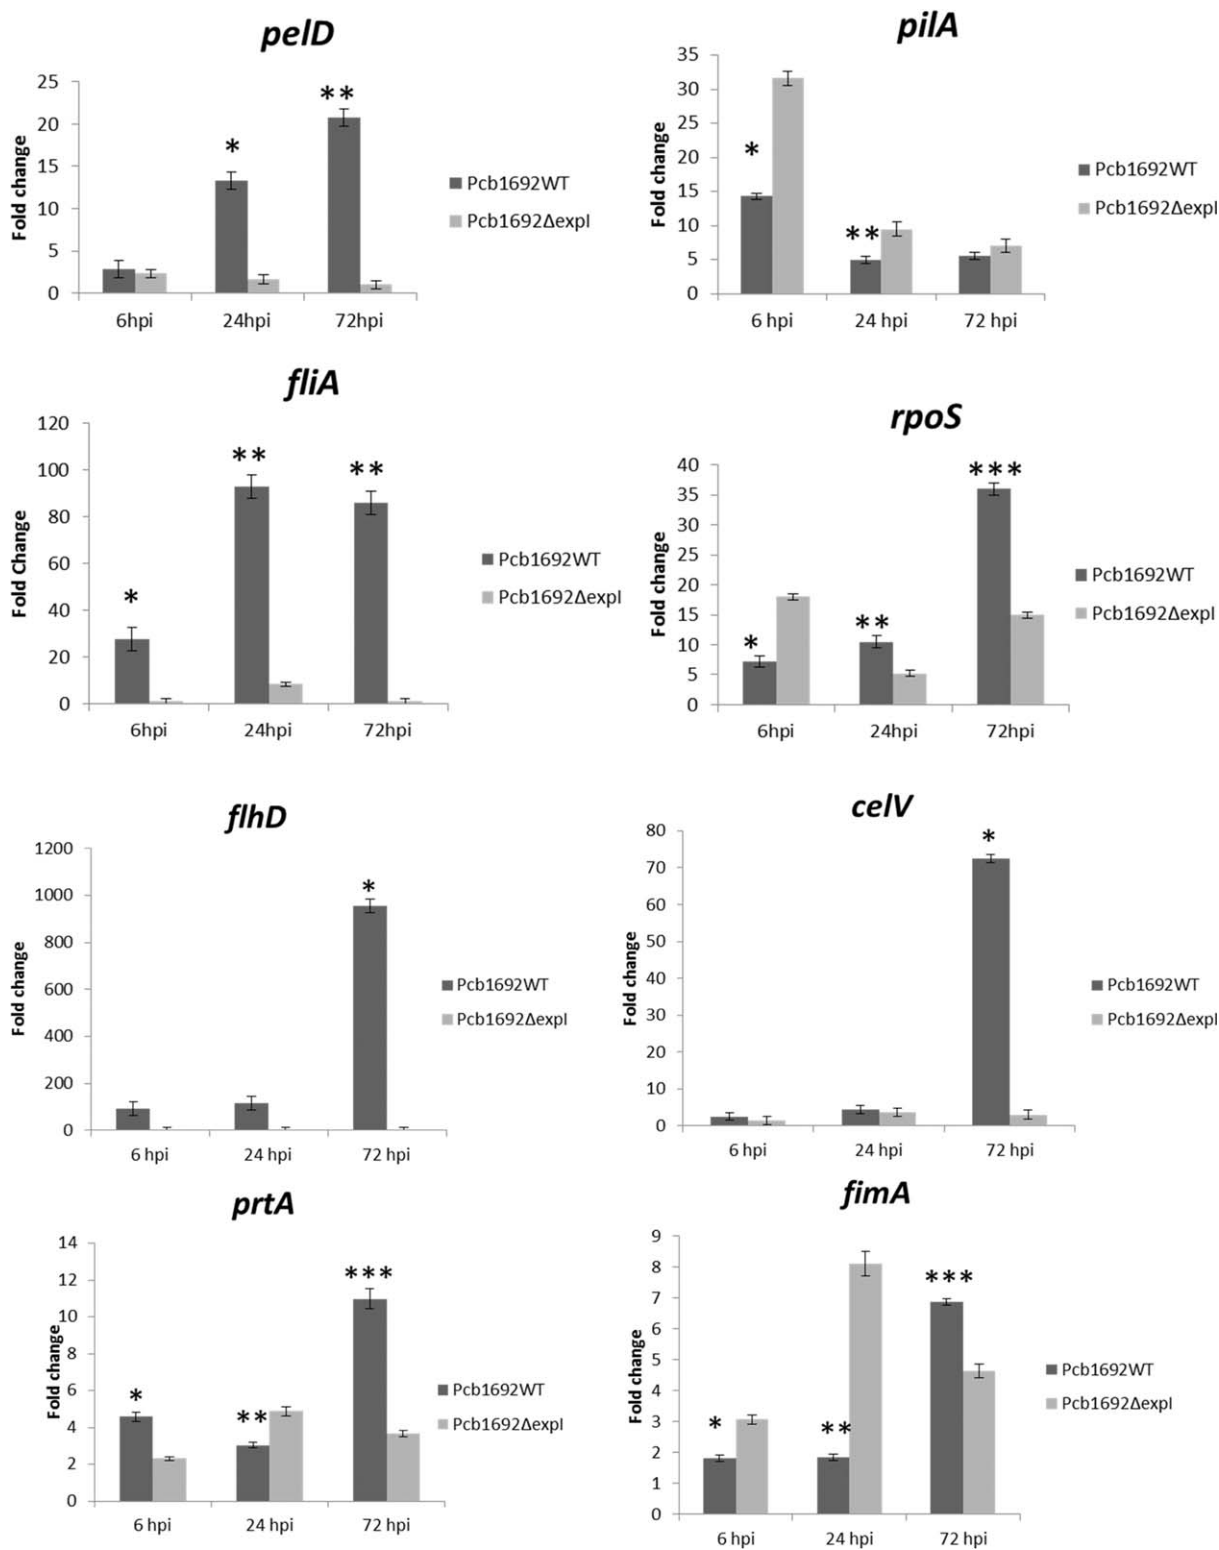 pelD
25
20
15
10
5
0
Fold change
*
**
6hpi 24hpi 72hpi
Pcb1692WT
Pcb1692ΔexpI
pilA
35
30
25
20
15
10
5
0
Fold change
*
**
6 hpi 24 hpi 72 hpi
Pcb1692WT
Pcb1692ΔexpI
fliA
120
100
80
60
40
20
0
Fold Change
*
**
**
6hpi 24hpi 72hpi
Pcb1692WT
Pcb1692ΔexpI
rpoS
40
35
30
25
20
15
10
5
0
Fold change
*
**
***
6hpi 24hpi 72hpi
Pcb1692WT
Pcb1692ΔexpI
flhD
1200
1000
800
600
400
200
0
Fold change
*
6 hpi 24 hpi 72 hpi
Pcb1692WT
Pcb1692ΔexpI
celV
80
70
60
50
40
30
20
10
0
Fold change
*
6 hpi 24 hpi 72 hpi
Pcb1692WT
Pcb1692ΔexpI
prtA
14
12
10
8
6
4
2
0
Fold change
*
**
***
6 hpi 24 hpi 72 hpi
Pcb1692WT
Pcb1692ΔexpI
fimA
9
8
7
6
5
4
3
2
1
0
Fold change
*
**
***
6 hpi 24 hpi 72 hpi
Pcb1692WT
Pcb1692ΔexpI